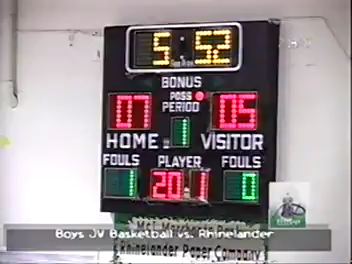 5:52
BONUS
POSS
PERIOD
07 05
1
HOME VISITOR
FOULS PLAYER FOULS
1 20 1 0
Boys JV Basketball vs. Rhinelander
Rhinelander Paper Company